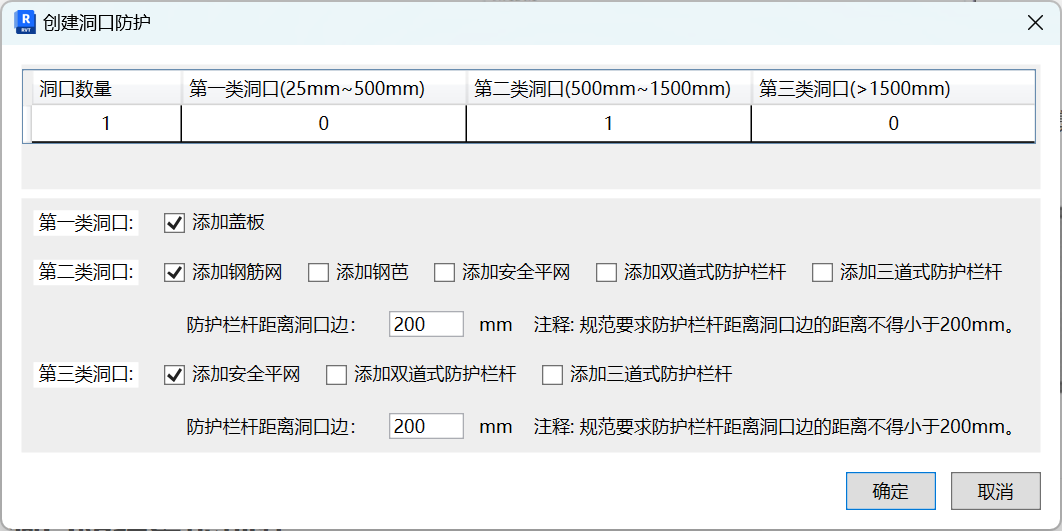 创建洞口防护
洞口数量 第一类洞口(25mm~500mm) 第二类洞口(500mm~1500mm) 第三类洞口(>1500mm)
1 0 1 0
第一类洞口: 添加盖板
第二类洞口: 添加钢筋网 添加钢芭 添加安全平网 添加双道式防护栏杆 添加三道式防护栏杆
防护栏杆距离洞口边: 200 mm 注释: 规范要求防护栏杆距离洞口边的距离不得小于200mm。
第三类洞口: 添加安全平网 添加双道式防护栏杆 添加三道式防护栏杆
防护栏杆距离洞口边: 200 mm 注释: 规范要求防护栏杆距离洞口边的距离不得小于200mm。
确定 取消